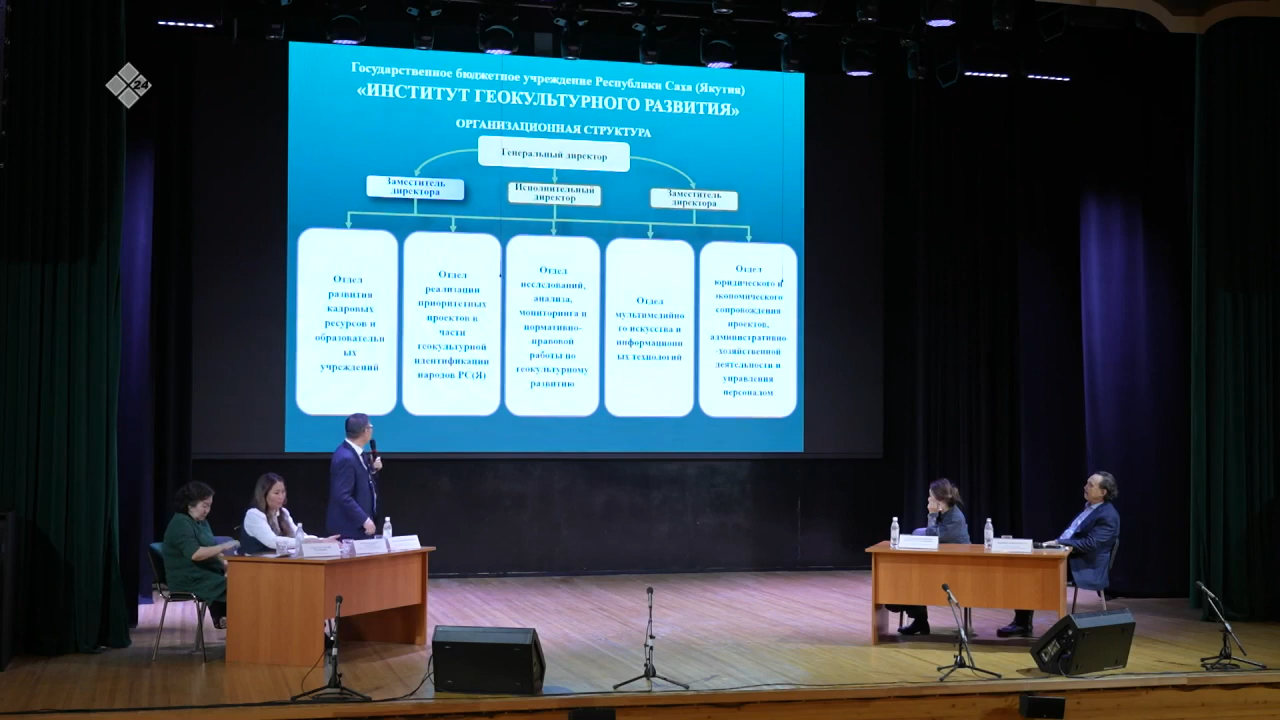 Х24
Государственное бюджетное учреждение Республики Саха (Якутия)
«ИНСТИТУТ ГЕОКУЛЬТУРНОГО РАЗВИТИЯ»
ОРГАНИЗАЦИОННАЯ СТРУКТУРА
Генеральный директор
Заместитель
директора
Исполнительный
директор
Заместитель
директора
Отдел
развития
кадровых
ресурсов и
образовательн
ых
учреждений
Отдел
реализации
приоритетных
проектов в
части
геокультурной
идентификации
народов РС(Я)
Отдел
исследований,
анализа,
мониторинга и
нормативно-
правовой
работы по
геокультурному
развитию
Отдел
мультимедийно
го искусства и
информационн
ых технологий
Отдел
юридического и
экономического
сопровождения
проектов,
административно
-хозяйственной
деятельности и
управления
персоналом